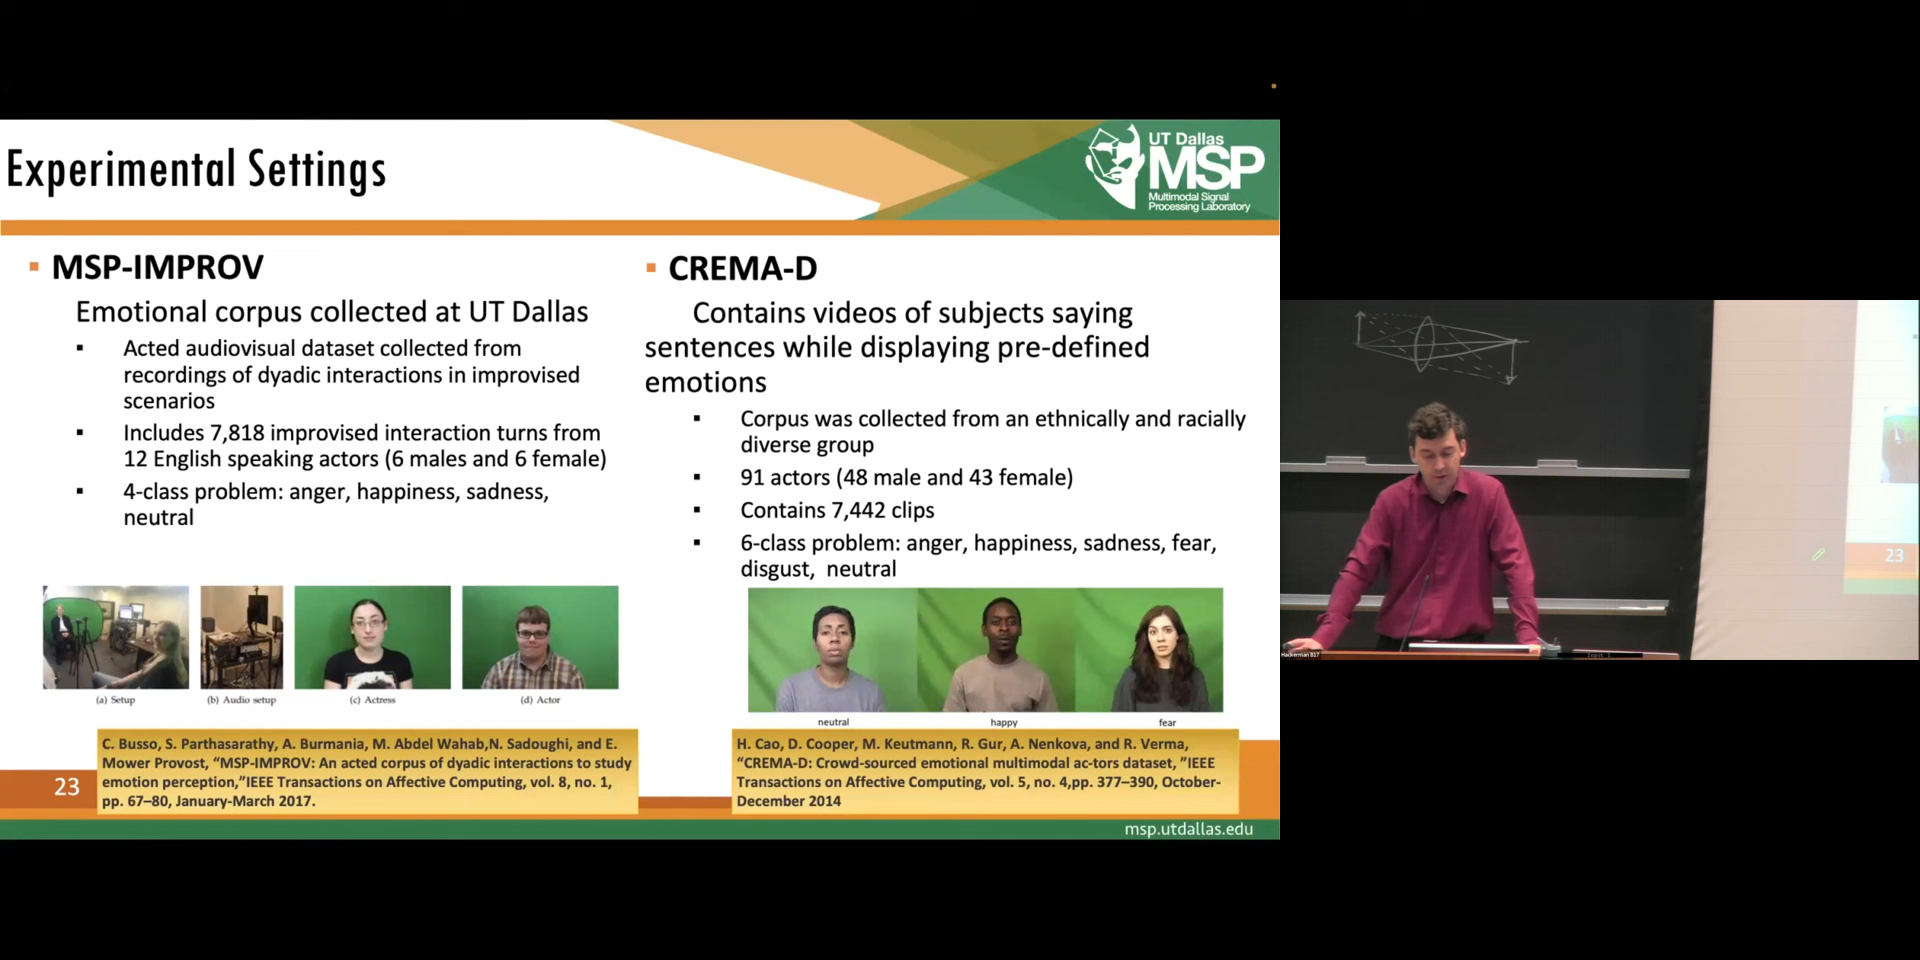 Experimental Settings
UT Dallas
MSP
Multimodal Signal
Processing Laboratory
▪ MSP-IMPROV
Emotional corpus collected at UT Dallas
▪ Acted audiovisual dataset collected from
recordings of dyadic interactions in improvised
scenarios
▪ Includes 7,818 improvised interaction turns from
12 English speaking actors (6 males and 6 female)
▪ 4-class problem: anger, happiness, sadness,
neutral
(a) Setup (b) Audio setup (c) Actress (d) Actor
C. Busso, S. Parthasarathy, A. Burmania, M. Abdel Wahab,N. Sadoughi, and E.
Mower Provost, “MSP-IMPROV: An acted corpus of dyadic interactions to study
emotion perception,”IEEE Transactions on Affective Computing, vol. 8, no. 1,
pp. 67–80, January-March 2017.
▪ CREMA-D
Contains videos of subjects saying
sentences while displaying pre-defined
emotions
▪ Corpus was collected from an ethnically and racially
diverse group
▪ 91 actors (48 male and 43 female)
▪ Contains 7,442 clips
▪ 6-class problem: anger, happiness, sadness, fear,
disgust, neutral
neutral happy fear
H. Cao, D. Cooper, M. Keutmann, R. Gur, A. Nenkova, and R. Verma,
“CREMA-D: Crowd-sourced emotional multimodal ac-tors dataset, ”IEEE
Transactions on Affective Computing, vol. 5, no. 4,pp. 377–390, October-
December 2014
23
msp.utdallas.edu
23
Hackerman B17